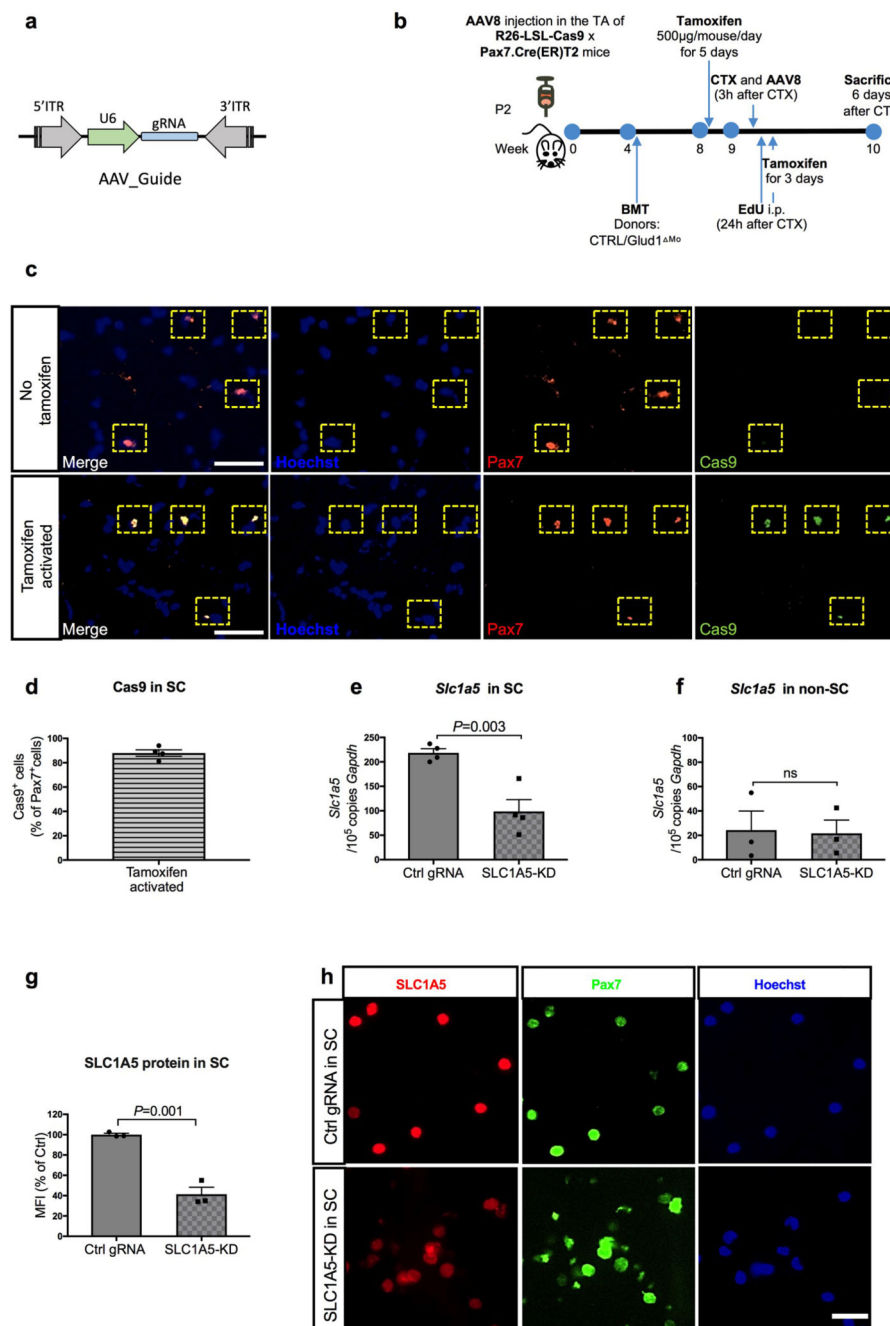 a
5'ITR
U6
gRNA
3'ITR
AAV_Guide
b
AAV8 injection in the TA of
R26-LSL-Cas9 x
Pax7.Cre(ER)T2 mice
P2
Week
Tamoxifen
500µg/mouse/day
for 5 days
CTX and AAV8
(3h after CTX)
Sacrific
6 days
after CT
0
4
8
9
10
Tamoxifen
for 3 days
BMT
Donors:
CTRL/Glud1ΔMo
EdU i.p.
(24h after CTX)
c
No
tamoxifen
Merge
Hoechst
Pax7
Cas9
Tamoxifen
activated
Merge
Hoechst
Pax7
Cas9
d
Cas9 in SC
Cas9+ cells
(% of Pax7+cells)
100
80
60
40
20
0
Tamoxifen
activated
e
Slc1a5 in SC
Slc1a5
/10⁵ copies Gapdh
250
200
150
100
50
0
P=0.003
Ctrl gRNA
SLC1A5-KD
f
Slc1a5 in non-SC
Slc1a5
/10⁵ copies Gapdh
100
80
60
40
20
0
ns
Ctrl gRNA
SLC1A5-KD
g
SLC1A5 protein in SC
MFI (% of Ctrl)
120
100
80
60
40
20
0
P=0.001
Ctrl gRNA
SLC1A5-KD
h
SLC1A5
Pax7
Hoechst
Ctrl gRNA in SC
SLC1A5-KD in SC